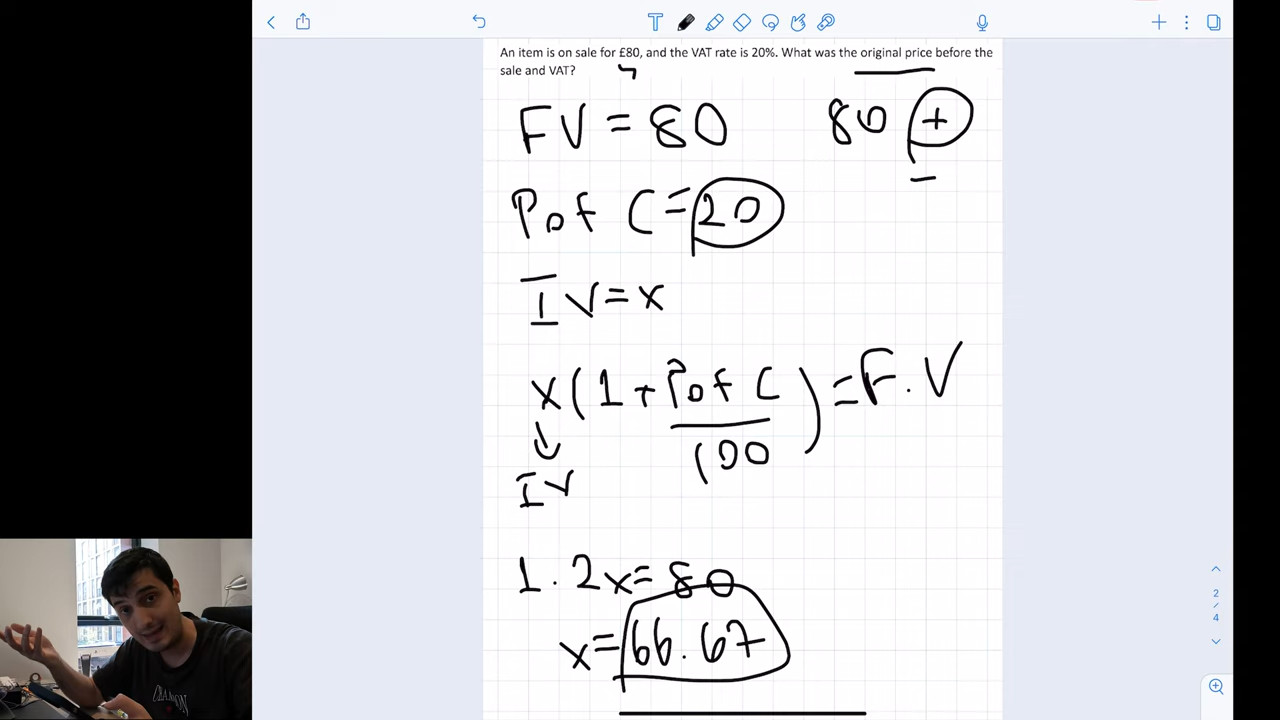 An item is on sale for £80, and the VAT rate is 20%. What was the original price before the
sale and VAT?
FV = 80
80 +
P of C = 20
IV = x
x(1 + P of C / 100) = F.V
IV
1.2x = 80
x = 66.67
2
/
4